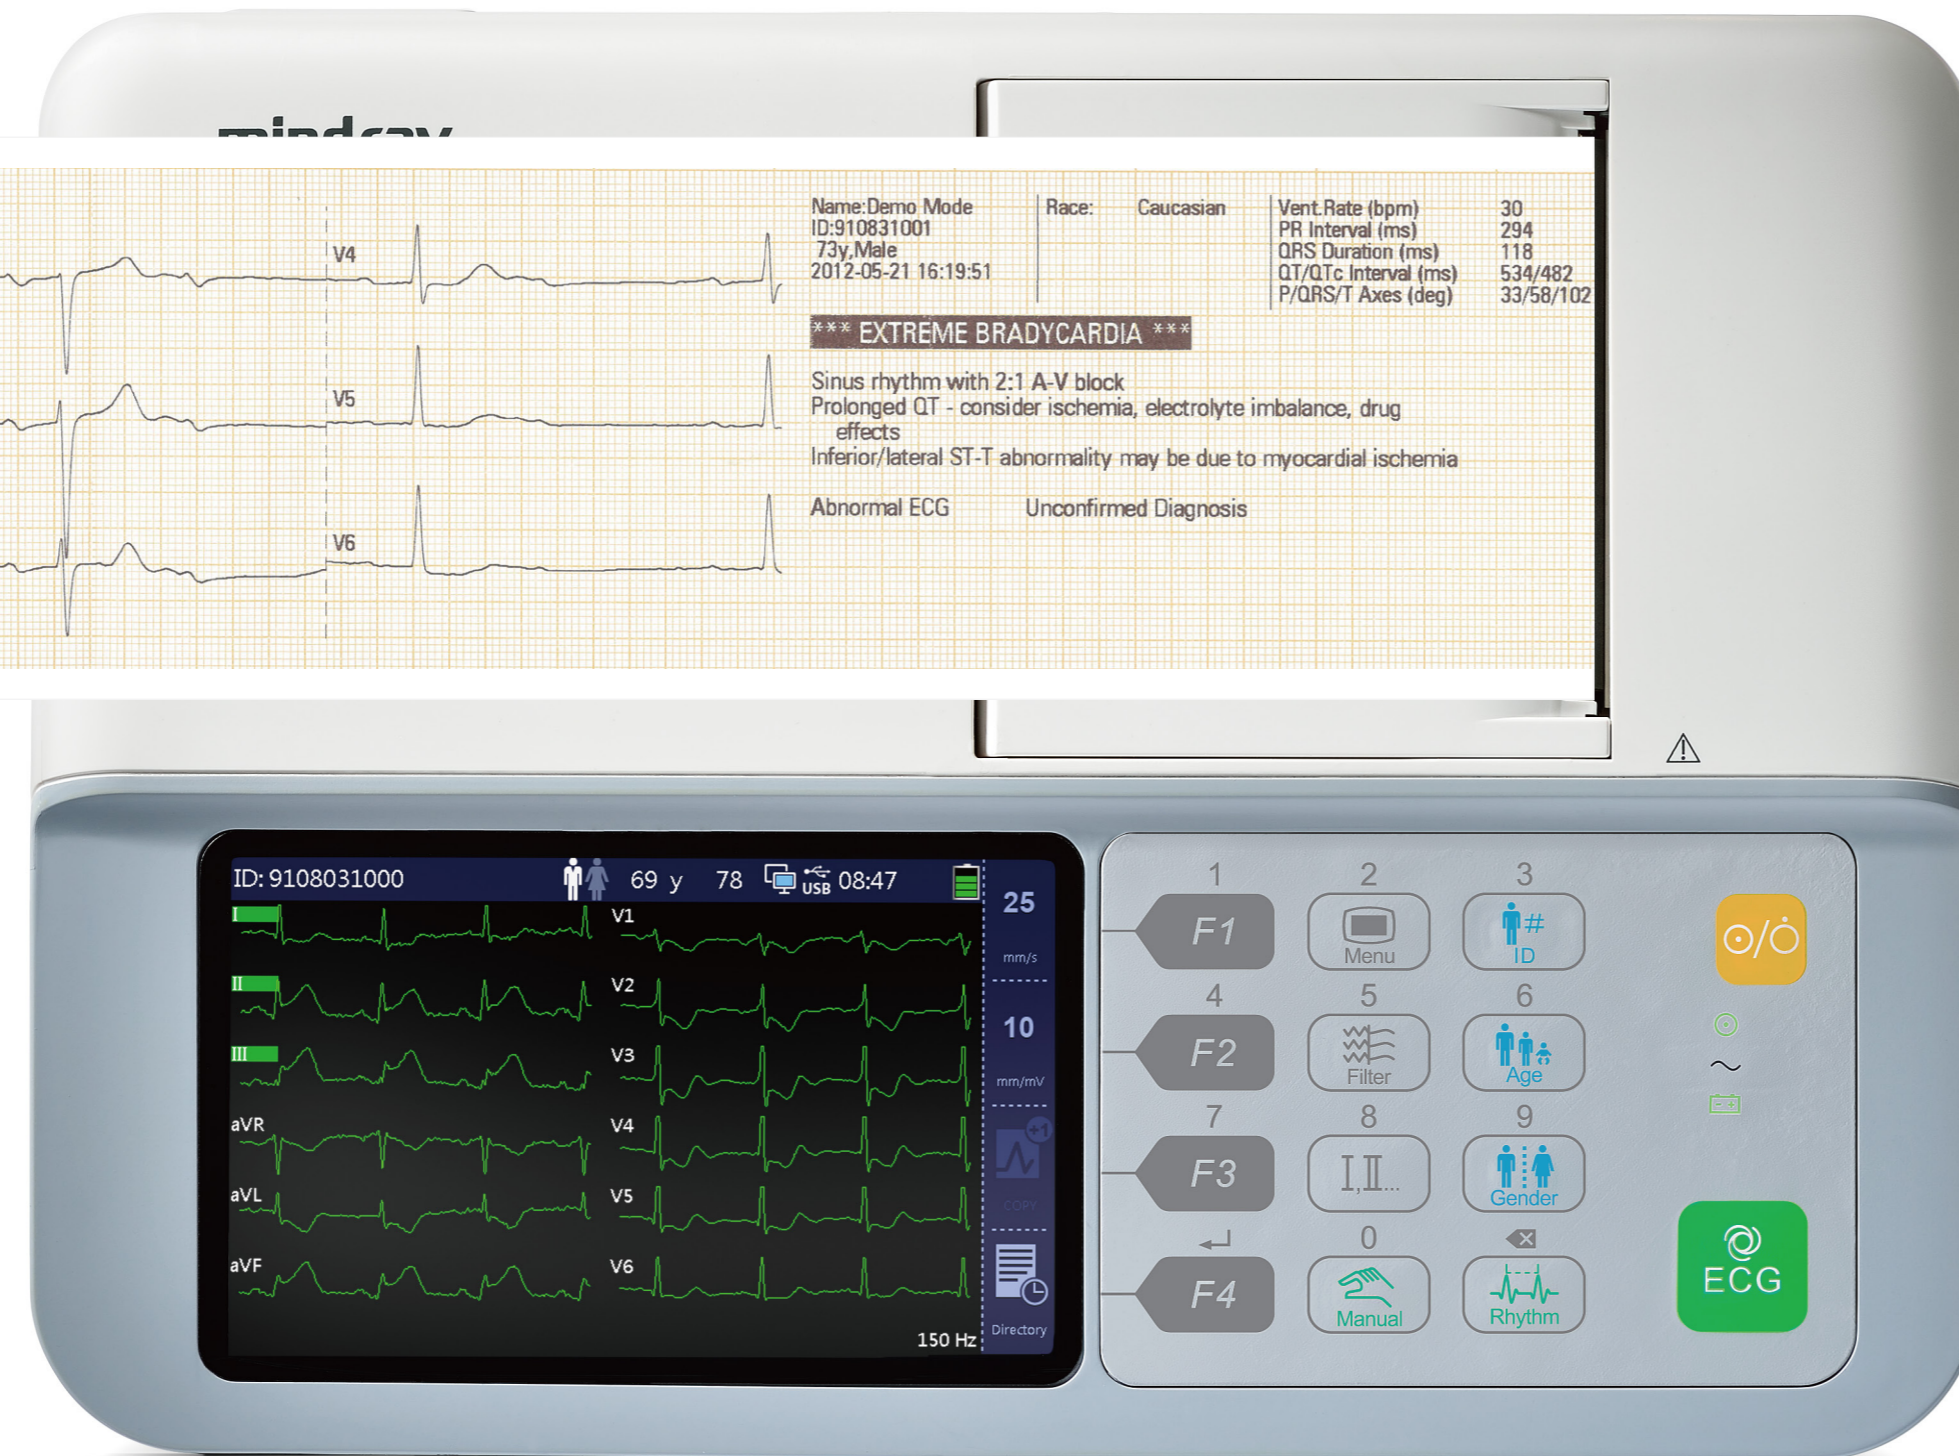 mindray
V4
V5
V6
Name:Demo Mode
ID:910831001
73y,Male
2012-05-21 16:19:51
Race: Caucasian
Vent.Rate (bpm) 30
PR Interval (ms) 294
QRS Duration (ms) 118
QT/QTc Interval (ms) 534/482
P/QRS/T Axes (deg) 33/58/102
*** EXTREME BRADYCARDIA ***
Sinus rhythm with 2:1 A-V block
Prolonged QT - consider ischemia, electrolyte imbalance, drug
effects
Inferior/lateral ST-T abnormality may be due to myocardial ischemia
Abnormal ECG Unconfirmed Diagnosis
ID: 9108031000 69 y 78 USB 08:47
I
II
III
aVR
aVL
aVF
V1
V2
V3
V4
V5
V6
150 Hz
25
mm/s
10
mm/mV
+1
COPY
Directory
1 2 3
F1 Menu # ID
4 5 6
F2 Filter Age
7 8 9
F3 I,II... Gender
0
F4 Manual Rhythm
ECG